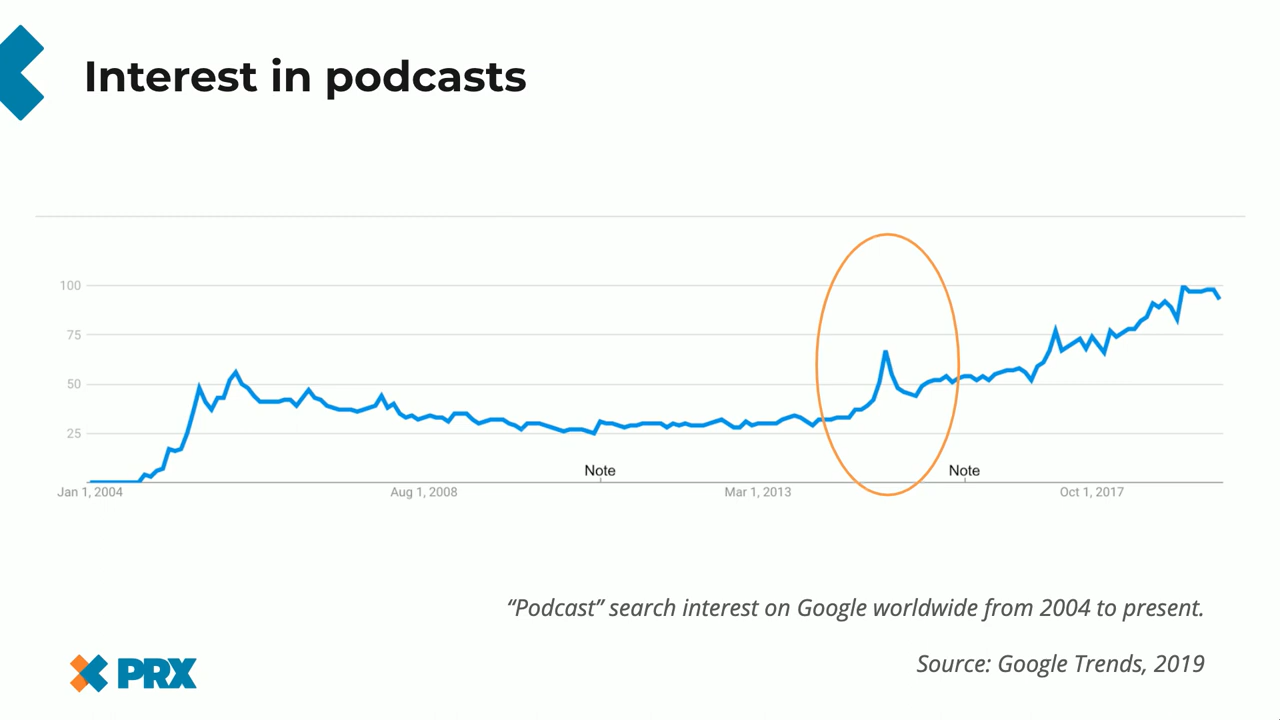 Interest in podcasts
100
75
50
25
Note
Note
Jan 1, 2004
Aug 1, 2008
Mar 1, 2013
Oct 1, 2017
“Podcast” search interest on Google worldwide from 2004 to present.
Source: Google Trends, 2019
PRX